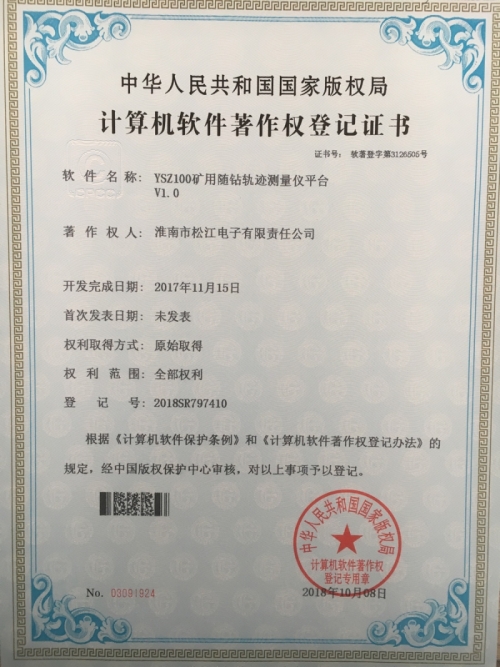 中华人民共和国国家版权局
计算机软件著作权登记证书
证书号： 软著登字第3126505号
软件名称： YSZ100矿用随钻轨迹测量仪平台
V1.0
著作权人： 淮南市松江电子有限责任公司
开发完成日期： 2017年11月15日
首次发表日期： 未发表
权利取得方式： 原始取得
权利范围： 全部权利
登记号： 2018SR797410
根据《计算机软件保护条例》和《计算机软件著作权登记办法》的
规定，经中国版权保护中心审核，对以上事项予以登记。
中华人民共和国国家版权局
计算机软件著作权
登记专用章
No. 03091924
2018年10月08日